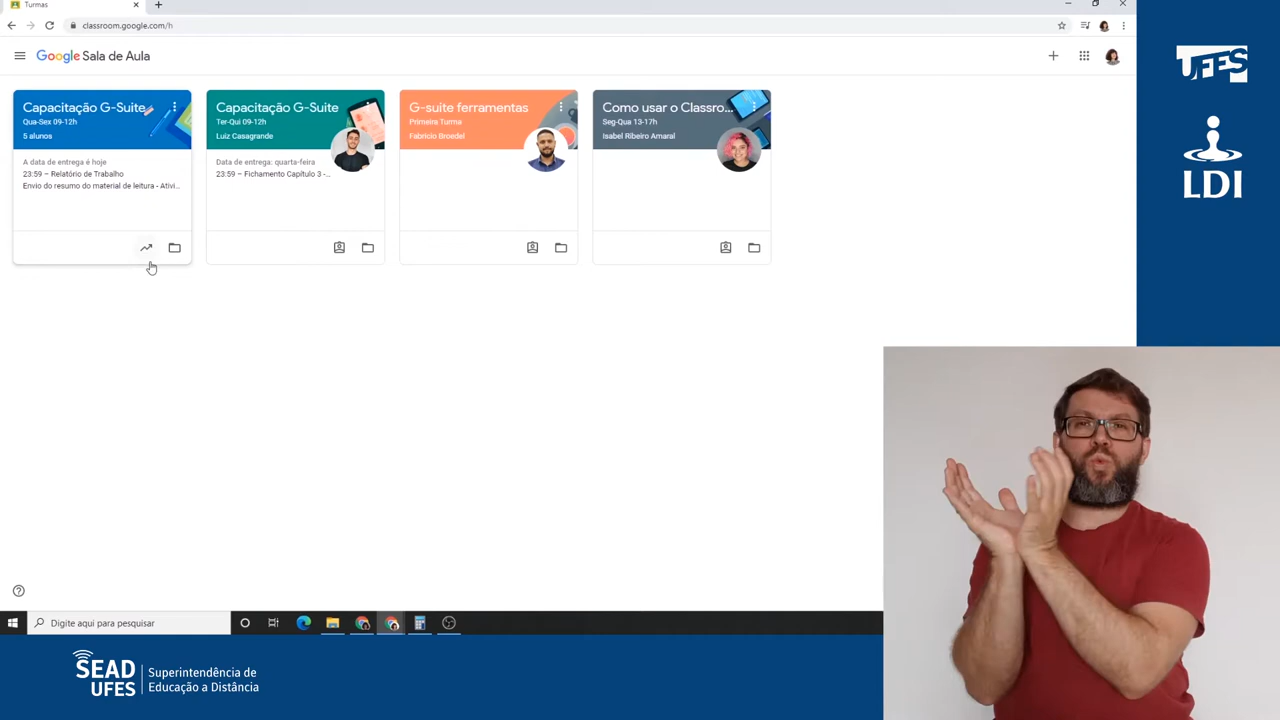 Turmas
classroom.google.com/h
Google Sala de Aula
Capacitação G-Suite
Qua-Sex 09-12h
5 alunos
A data de entrega é hoje
23:59 – Relatório de Trabalho
Envio do resumo do material de leitura - Ativi...
Capacitação G-Suite
Ter-Qui 09-12h
Luiz Casagrande
Data de entrega: quarta-feira
23:59 – Fichamento Capítulo 3 -...
G-suite ferramentas
Primeira Turma
Fabricio Broedel
Como usar o Classro...
Seg-Qua 13-17h
Isabel Ribeiro Amaral
UFES
LDI
Digite aqui para pesquisar
SEAD
UFES
Superintendência de
Educação a Distância